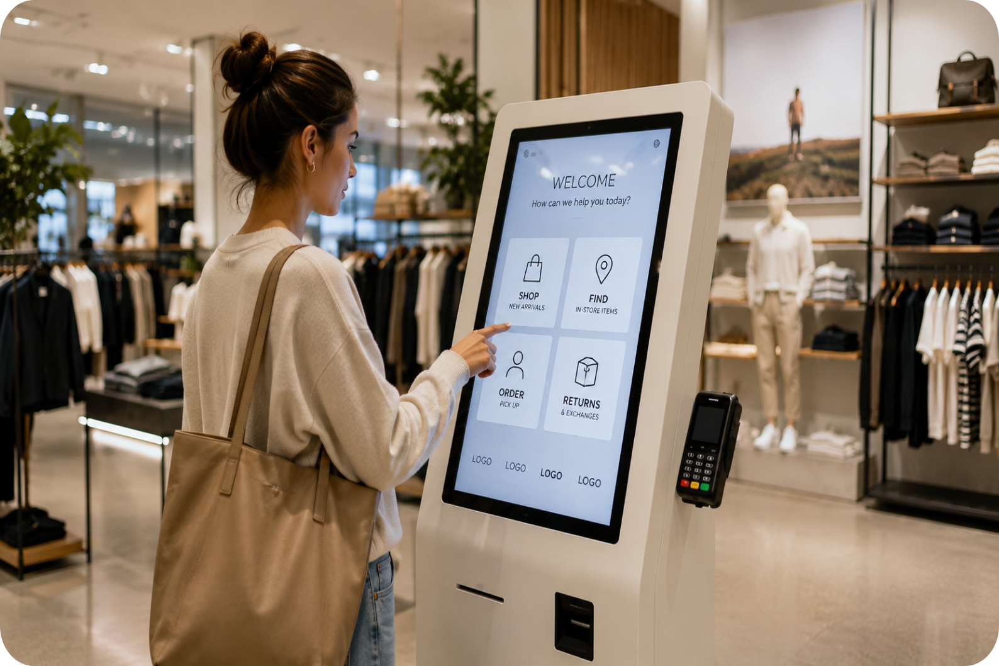 WELCOME
How can we help you today?
SHOP
NEW ARRIVALS
FIND
IN-STORE ITEMS
ORDER
PICK UP
RETURNS
& EXCHANGES
LOGO LOGO LOGO LOGO